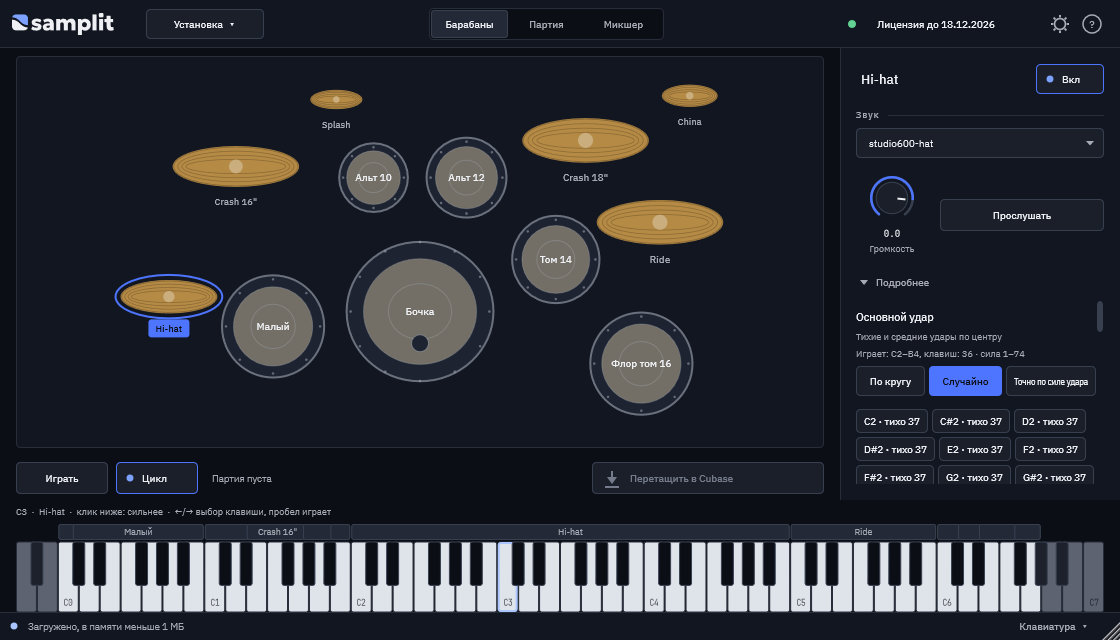 samplit
Установка
Барабаны
Партия
Микшер
Лицензия до 18.12.2026
?
Splash
China
Crash 16"
Альт 10
Альт 12
Crash 18"
Том 14
Ride
Hi-hat
Малый
Бочка
Флор том 16
Hi-hat
Вкл
Звук
studio600-hat
0.0
Громкость
Прослушать
Подробнее
Основной удар
Тихие и средние удары по центру
Играет: C2–B4, клавиш: 36 · сила 1–74
По кругу
Случайно
Точно по силе удара
C2 • тихо 37
C#2 • тихо 37
D2 • тихо 37
D#2 • тихо 37
E2 • тихо 37
F2 • тихо 37
F#2 • тихо 37
G2 • тихо 37
G#2 • тихо 37
Играть
Цикл
Партия пуста
Перетащить в Cubase
C3 · Hi-hat · клик ниже: сильнее · ←/→ выбор клавиши, пробел играет
Малый
Crash 16"
Hi-hat
Ride
C0
C1
C2
C3
C4
C5
C6
C7
Загружено, в памяти меньше 1 МБ
Клавиатура